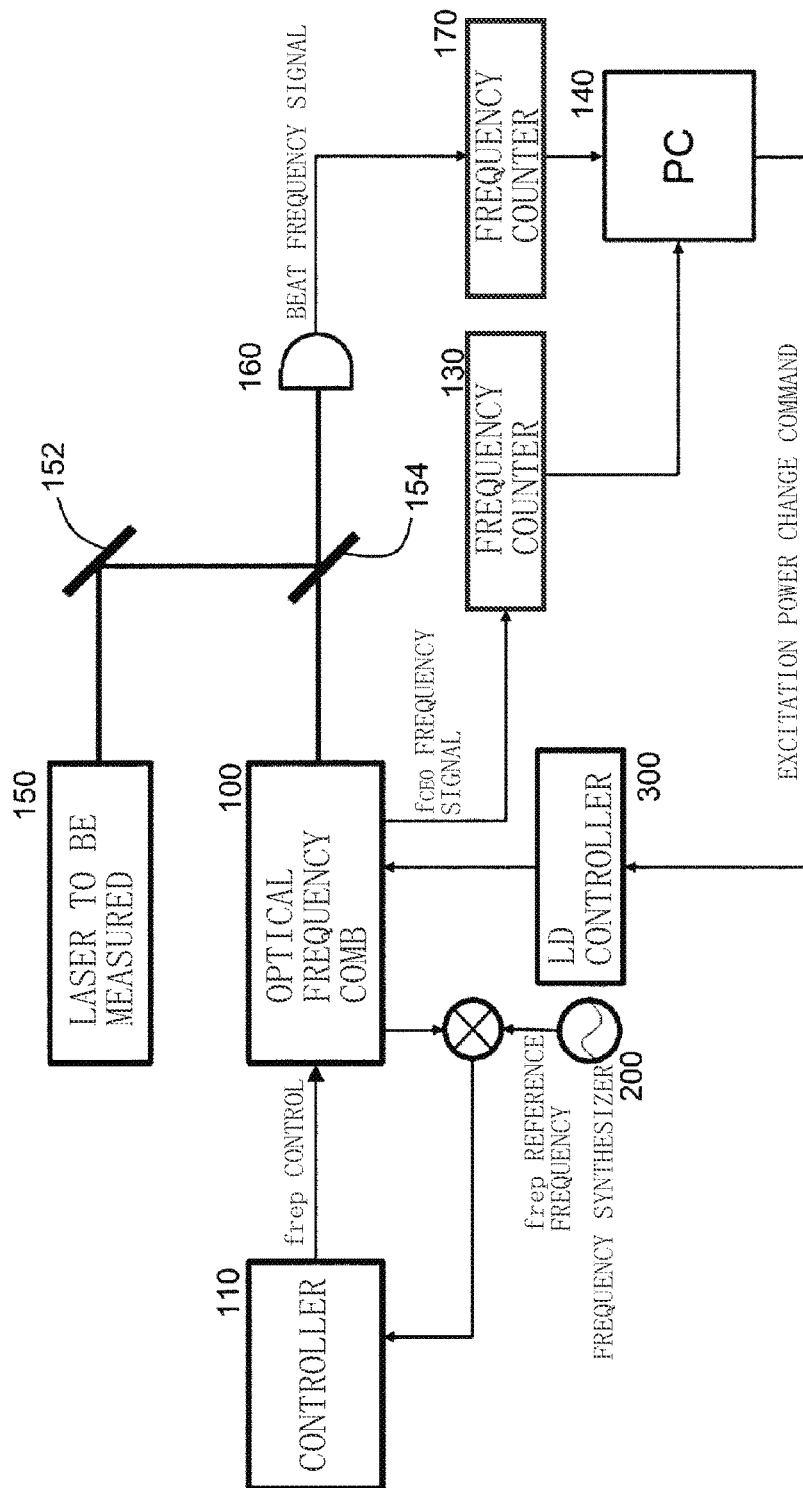 150
LASER TO BE
MEASURED
152
154
160
BEAT FREQUENCY SIGNAL
170
FREQUENCY
COUNTER
110
CONTROLLER
frep CONTROL
100
OPTICAL
FREQUENCY
COMB
fCEO FREQUENCY
SIGNAL
130
FREQUENCY
COUNTER
140
PC
frep REFERENCE
FREQUENCY
FREQUENCY SYNTHESIZER
200
LD
CONTROLLER
300
EXCITATION POWER CHANGE COMMAND